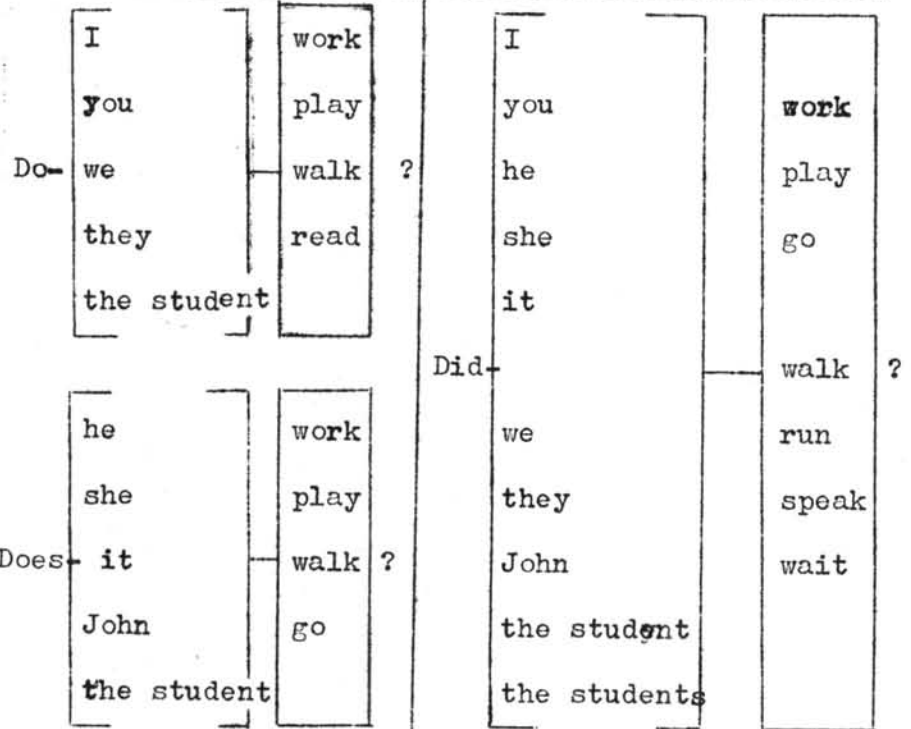 I work
you play
Do we walk ?
they read
the student
he work
she play
Does it walk ?
John go
the student
I
you work
he play
she go
it
Did walk ?
we run
they speak
John wait
the student
the students